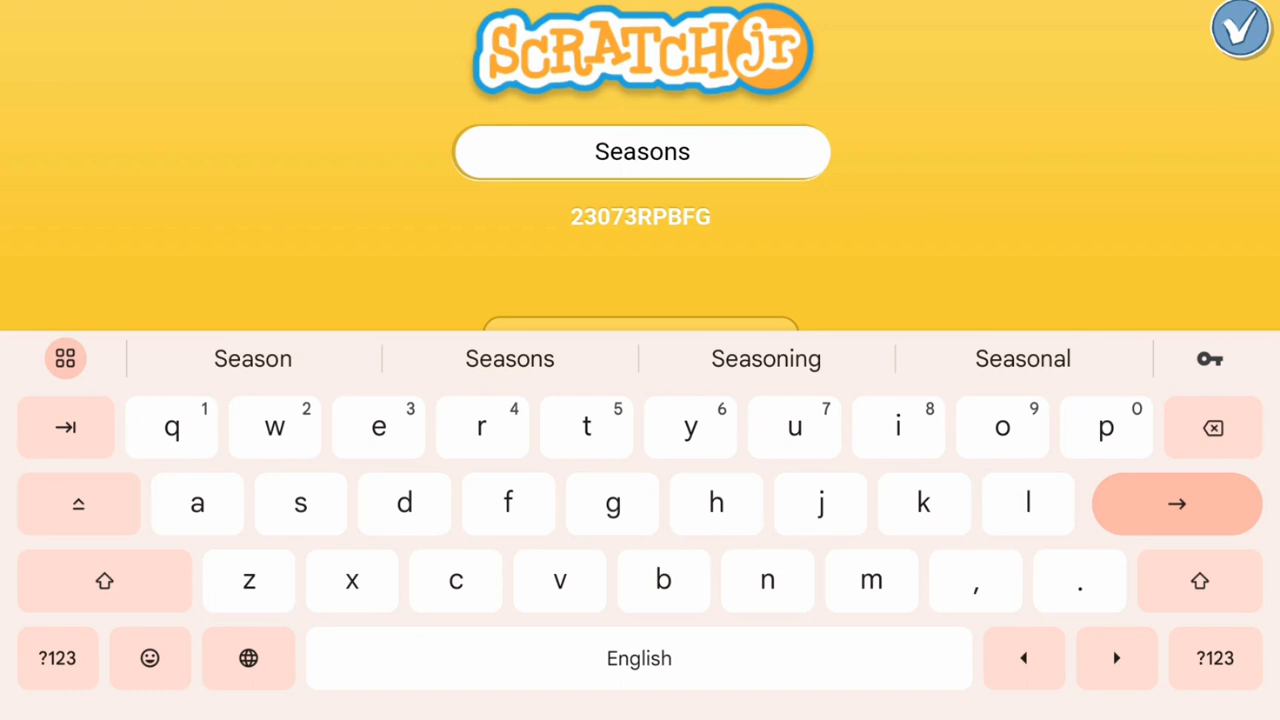 SCRATCH jr
Seasons
23073RPBFG
Season Seasons Seasoning Seasonal
q 1 w 2 e 3 r 4 t 5 y 6 u 7 i 8 o 9 p 0
a s d f g h j k l
z x c v b n m , .
?123 English ?123